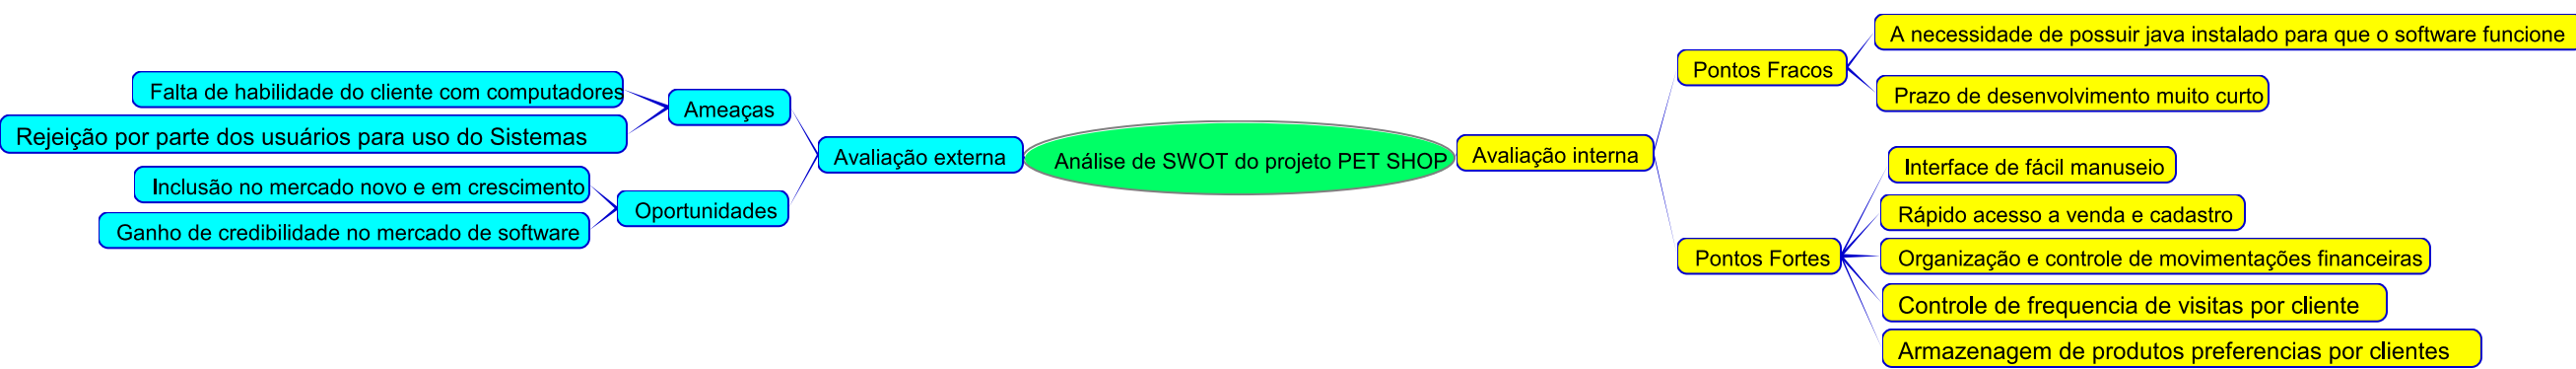 Análise de SWOT do projeto PET SHOP
Avaliação externa
Ameaças
Falta de habilidade do cliente com computadores
Rejeição por parte dos usuários para uso do Sistemas
Oportunidades
Inclusão no mercado novo e em crescimento
Ganho de credibilidade no mercado de software
Avaliação interna
Pontos Fracos
A necessidade de possuir java instalado para que o software funcione
Prazo de desenvolvimento muito curto
Pontos Fortes
Interface de fácil manuseio
Rápido acesso a venda e cadastro
Organização e controle de movimentações financeiras
Controle de frequencia de visitas por cliente
Armazenagem de produtos preferencias por clientes